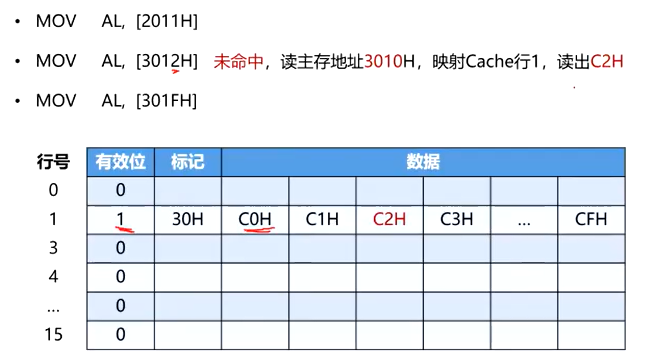 • MOV AL, [2011H]
• MOV AL, [3012H] 未命中，读主存地址3010H，映射Cache行1，读出C2H
• MOV AL, [301FH]
行号 有效位 标记 数据
0 0
1 1 30H C0H C1H C2H C3H ... CFH
3 0
4 0
... 0
15 0